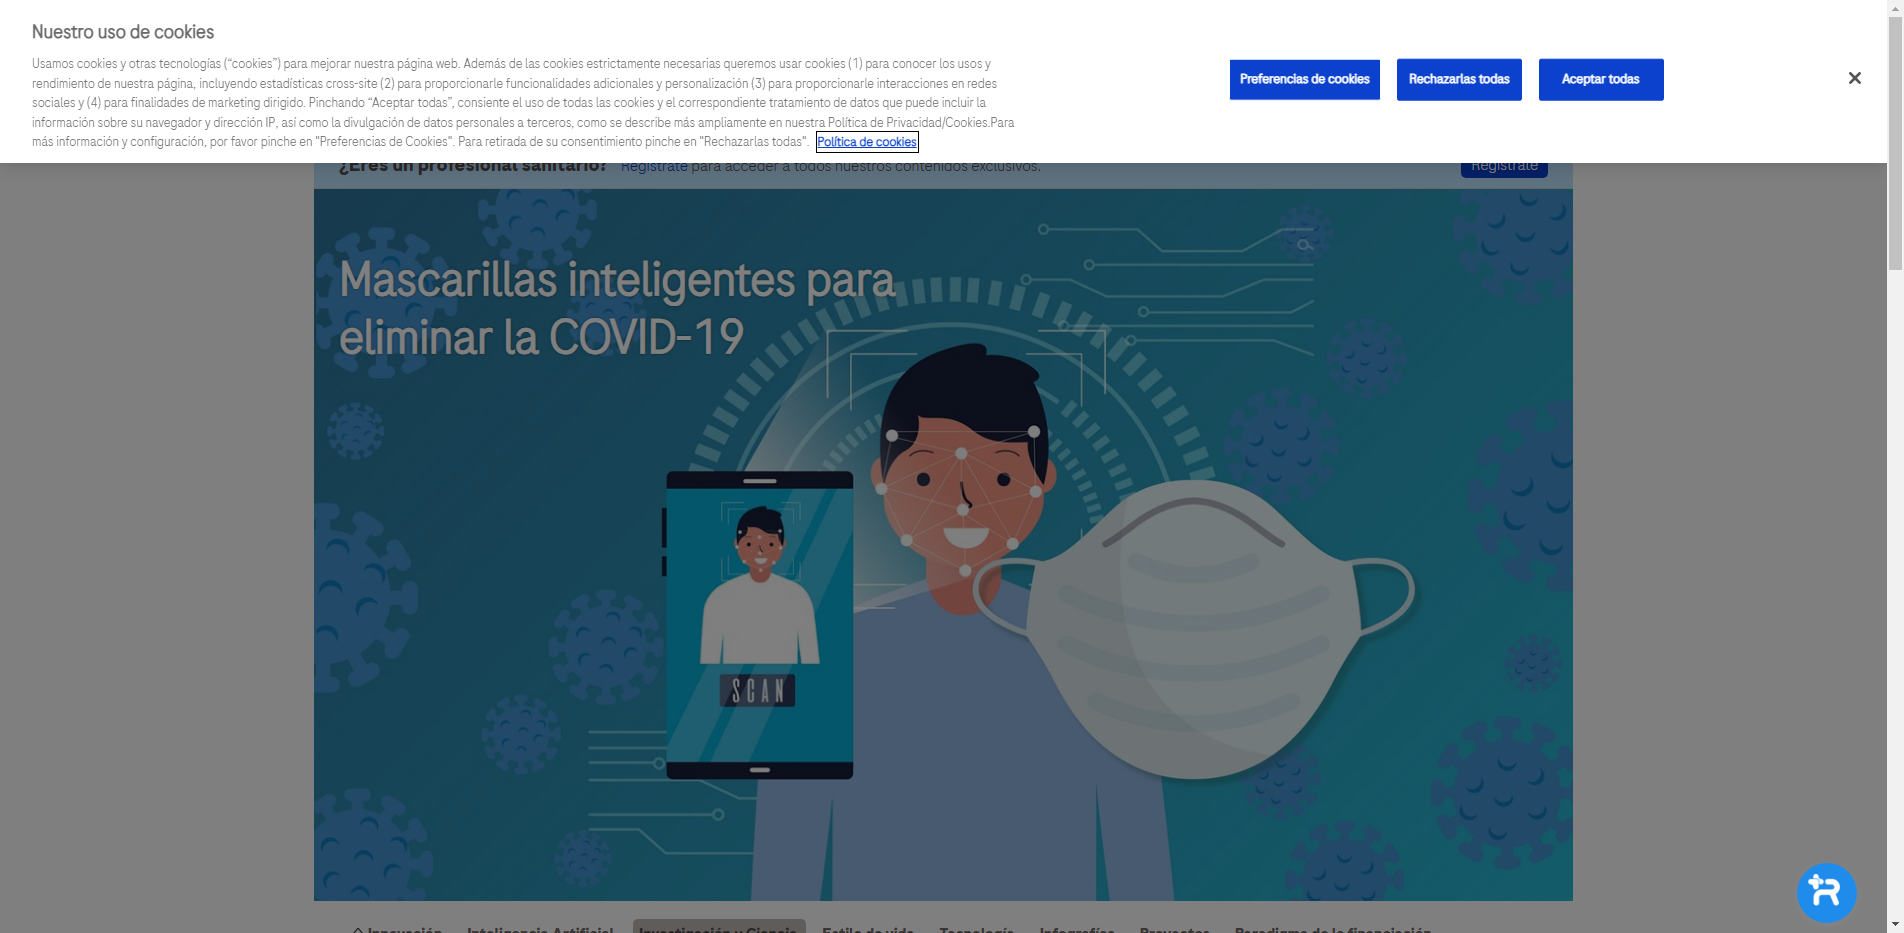 Nuestro uso de cookies
Usamos cookies y otras tecnologías (“cookies”) para mejorar nuestra página web. Además de las cookies estrictamente necesarias queremos usar cookies (1) para conocer los usos y
rendimiento de nuestra página, incluyendo estadísticas cross-site (2) para proporcionarle funcionalidades adicionales y personalización (3) para proporcionarle interacciones en redes
sociales y (4) para finalidades de marketing dirigido. Pinchando “Aceptar todas”, consiente el uso de todas las cookies y el correspondiente tratamiento de datos que puede incluir la
información sobre su navegador y dirección IP, así como la divulgación de datos personales a terceros, como se describe más ampliamente en nuestra Política de Privacidad/Cookies.Para
más información y configuración, por favor pinche en "Preferencias de Cookies". Para retirada de su consentimiento pinche en "Rechazarlas todas". Política de cookies
Preferencias de cookies
Rechazarlas todas
Aceptar todas
¿Eres un profesional sanitario? Regístrate para acceder a todos nuestros contenidos exclusivos.
Regístrate
Mascarillas inteligentes para
eliminar la COVID-19
SCAN
Innovación Inteligencia Artificial Investigación y Ciencia Estilo de vida Tecnología Infografías Proyectos Paradigma de la financiación